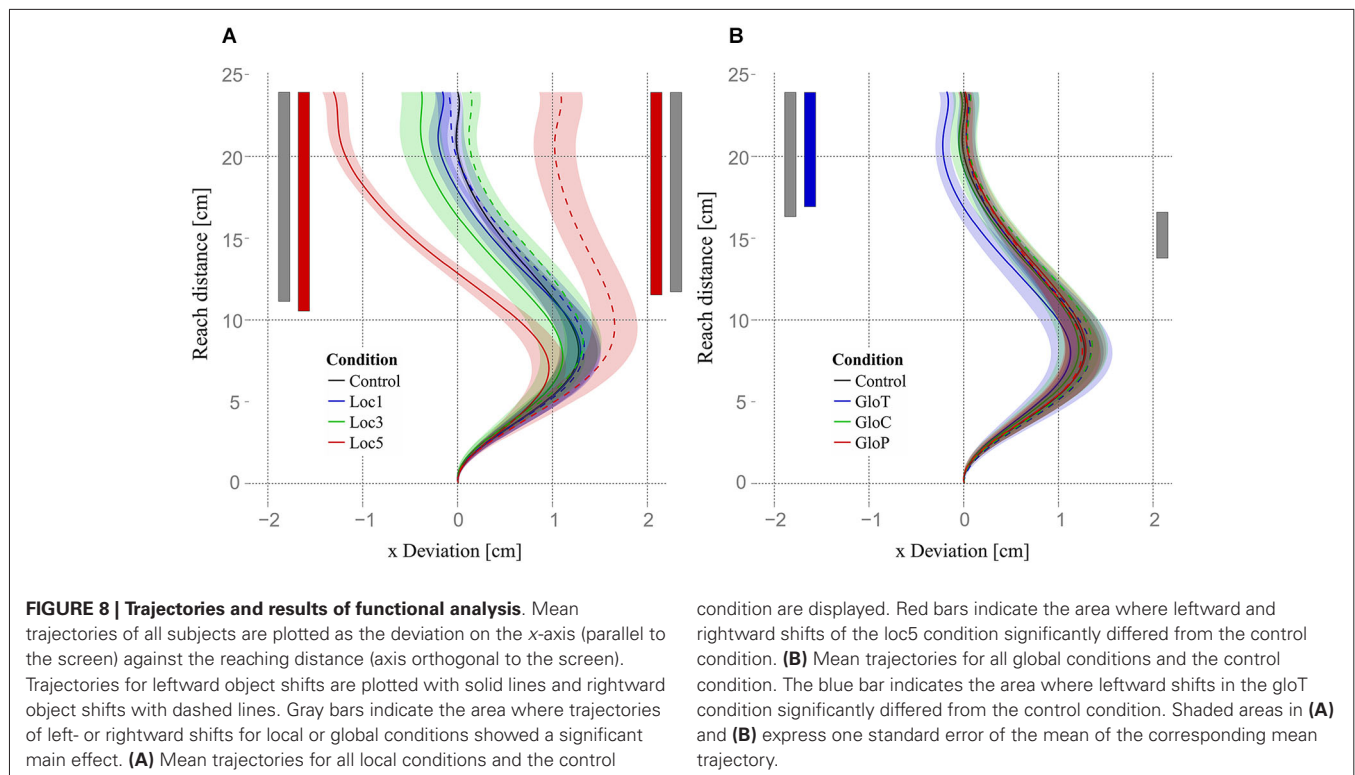 A
25
20
15
10
5
0
Reach distance [cm]
Condition
Control
Loc1
Loc3
Loc5
−2
−1
0
1
2
x Deviation [cm]
B
25
20
15
10
5
0
Reach distance [cm]
Condition
Control
GloT
GloC
GloP
−2
−1
0
1
2
x Deviation [cm]
FIGURE 8 | Trajectories and results of functional analysis. Mean
trajectories of all subjects are plotted as the deviation on the x-axis (parallel to
the screen) against the reaching distance (axis orthogonal to the screen).
Trajectories for leftward object shifts are plotted with solid lines and rightward
object shifts with dashed lines. Gray bars indicate the area where trajectories
of left- or rightward shifts for local or global conditions showed a significant
main effect. (A) Mean trajectories for all local conditions and the control
condition are displayed. Red bars indicate the area where leftward and
rightward shifts of the loc5 condition significantly differed from the control
condition. (B) Mean trajectories for all global conditions and the control
condition. The blue bar indicates the area where leftward shifts in the gloT
condition significantly differed from the control condition. Shaded areas in (A)
and (B) express one standard error of the mean of the corresponding mean
trajectory.